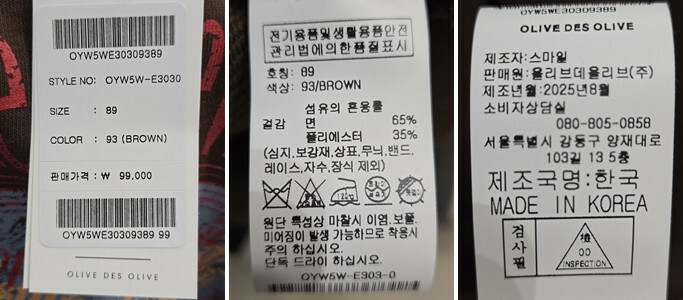 OYW5WE30309389
STYLE NO: OYW5W-E3030
SIZE : 89
COLOR : 93 (BROWN)
판매가격 : ₩ 99,000
OYW5WE30309389 99
OLIVE DES OLIVE
전기용품및생활용품안전
관리법에의한품질표시
호칭: 89
색상: 93/BROWN
섬유의 혼용률
겉감 면 65%
폴리에스터 35%
(심지,보강재,상표,무늬,밴드,
레이스,자수,장식 제외)
원단 특성상 마찰시 이염,보풀,
미어짐이 발생 가능하므로 착용시
주의 하십시오.
단독 드라이 하십시오.
OYW5W-E303-0
OYW5WE30309389
OLIVE DES OLIVE
제조자:스마일
판매원:올리브데올리브(주)
제조년월:2025년8월
소비자상담실
080-805-0858
서울특별시 강동구 양재대로
103길 13 5층
제조국명:한국
MADE IN KOREA
검사필
檢
00
INSPECTION